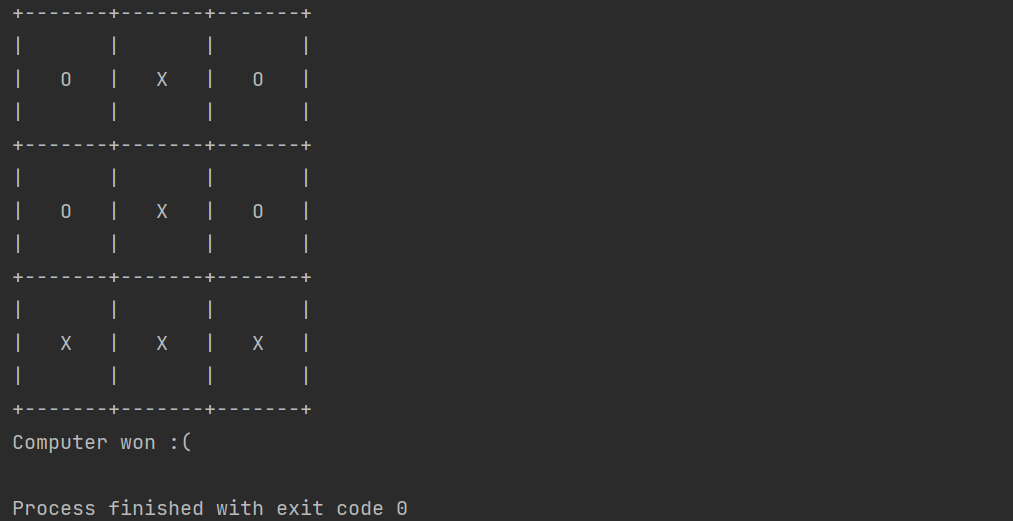 +-------+-------+-------+
|       |       |       |
|   O   |   X   |   O   |
|       |       |       |
+-------+-------+-------+
|       |       |       |
|   O   |   X   |   O   |
|       |       |       |
+-------+-------+-------+
|       |       |       |
|   X   |   X   |   X   |
|       |       |       |
+-------+-------+-------+
Computer won :(
Process finished with exit code 0